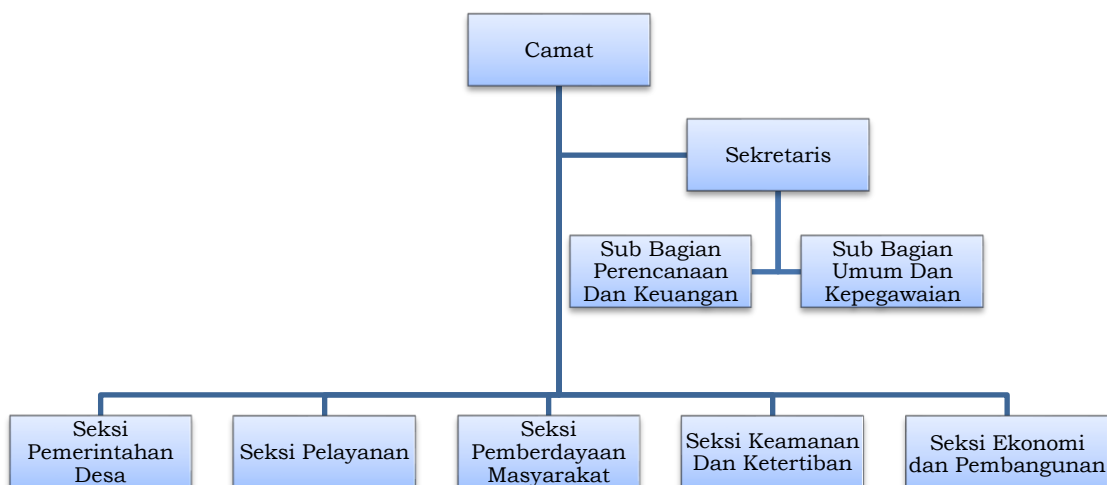 Camat
Sekretaris
Sub Bagian
Perencanaan
Dan Keuangan
Sub Bagian
Umum Dan
Kepegawaian
Seksi
Pemerintahan
Desa
Seksi Pelayanan
Seksi
Pemberdayaan
Masyarakat
Seksi Keamanan
Dan Ketertiban
Seksi Ekonomi
dan Pembangunan